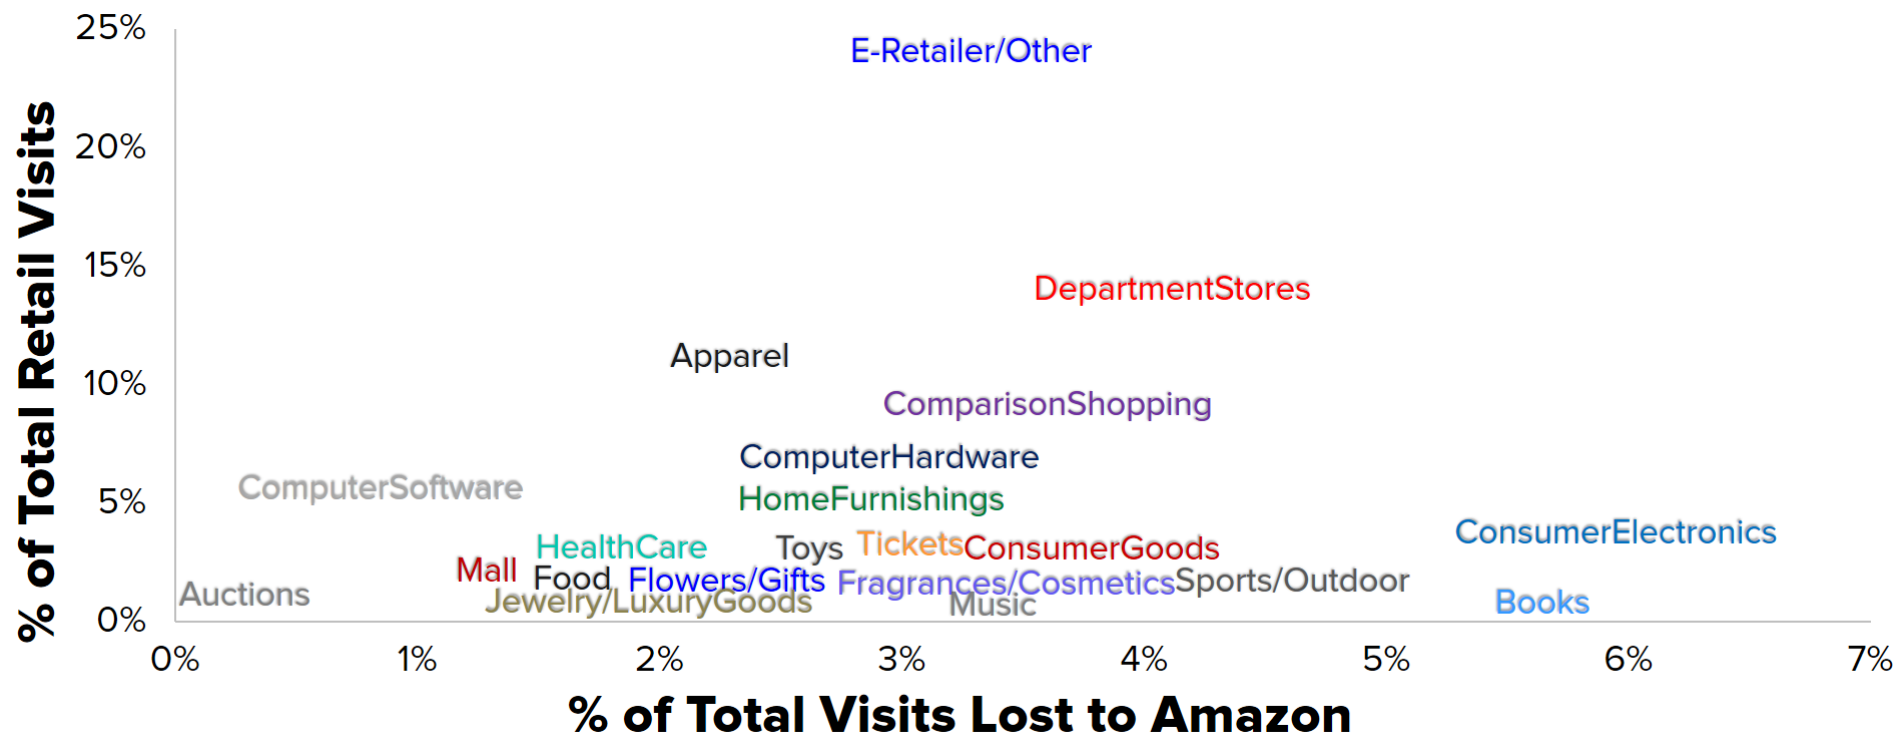 25%
E-Retailer/Other
20%
15%
DepartmentStores
Apparel
10%
ComparisonShopping
ComputerHardware
ComputerSoftware
5%
HomeFurnishings
ConsumerElectronics
HealthCare
Toys
Tickets
ConsumerGoods
Mall
Food
Flowers/Gifts
Fragrances/Cosmetics
Sports/Outdoor
Auctions
Jewelry/LuxuryGoods
Music
Books
0%
0% 1% 2% 3% 4% 5% 6% 7%
% of Total Visits Lost to Amazon
% of Total Retail Visits